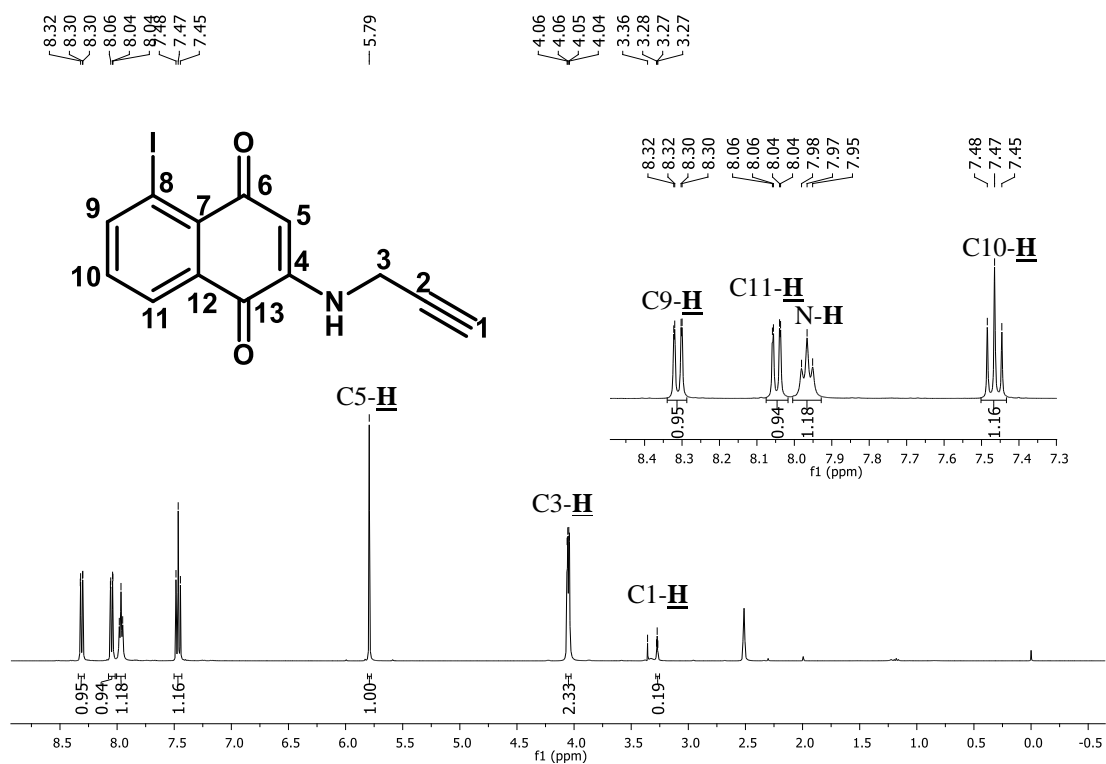 8.32 8.30 8.30 8.06 8.04 8.04 7.48 7.47 7.45 5.79 4.06 4.06 4.05 4.04 3.36 3.28 3.27 3.27
I O
8 6
9 7 5
10 4 3 2 1
11 12 13 N H
O
8.32 8.32 8.30 8.30 8.06 8.06 8.04 8.04 7.98 7.97 7.95 7.48 7.47 7.45
C10-H
C11-H
C9-H
N-H
0.95 0.94 1.18 1.16
8.4 8.3 8.2 8.1 8.0 7.9 7.8 7.7 7.6 7.5 7.4 7.3
f1 (ppm)
C5-H
C3-H
C1-H
0.95 0.94 1.18 1.16 1.00 2.33 0.19
8.5 8.0 7.5 7.0 6.5 6.0 5.5 5.0 4.5 4.0 3.5 3.0 2.5 2.0 1.5 1.0 0.5 0.0 -0.5
f1 (ppm)